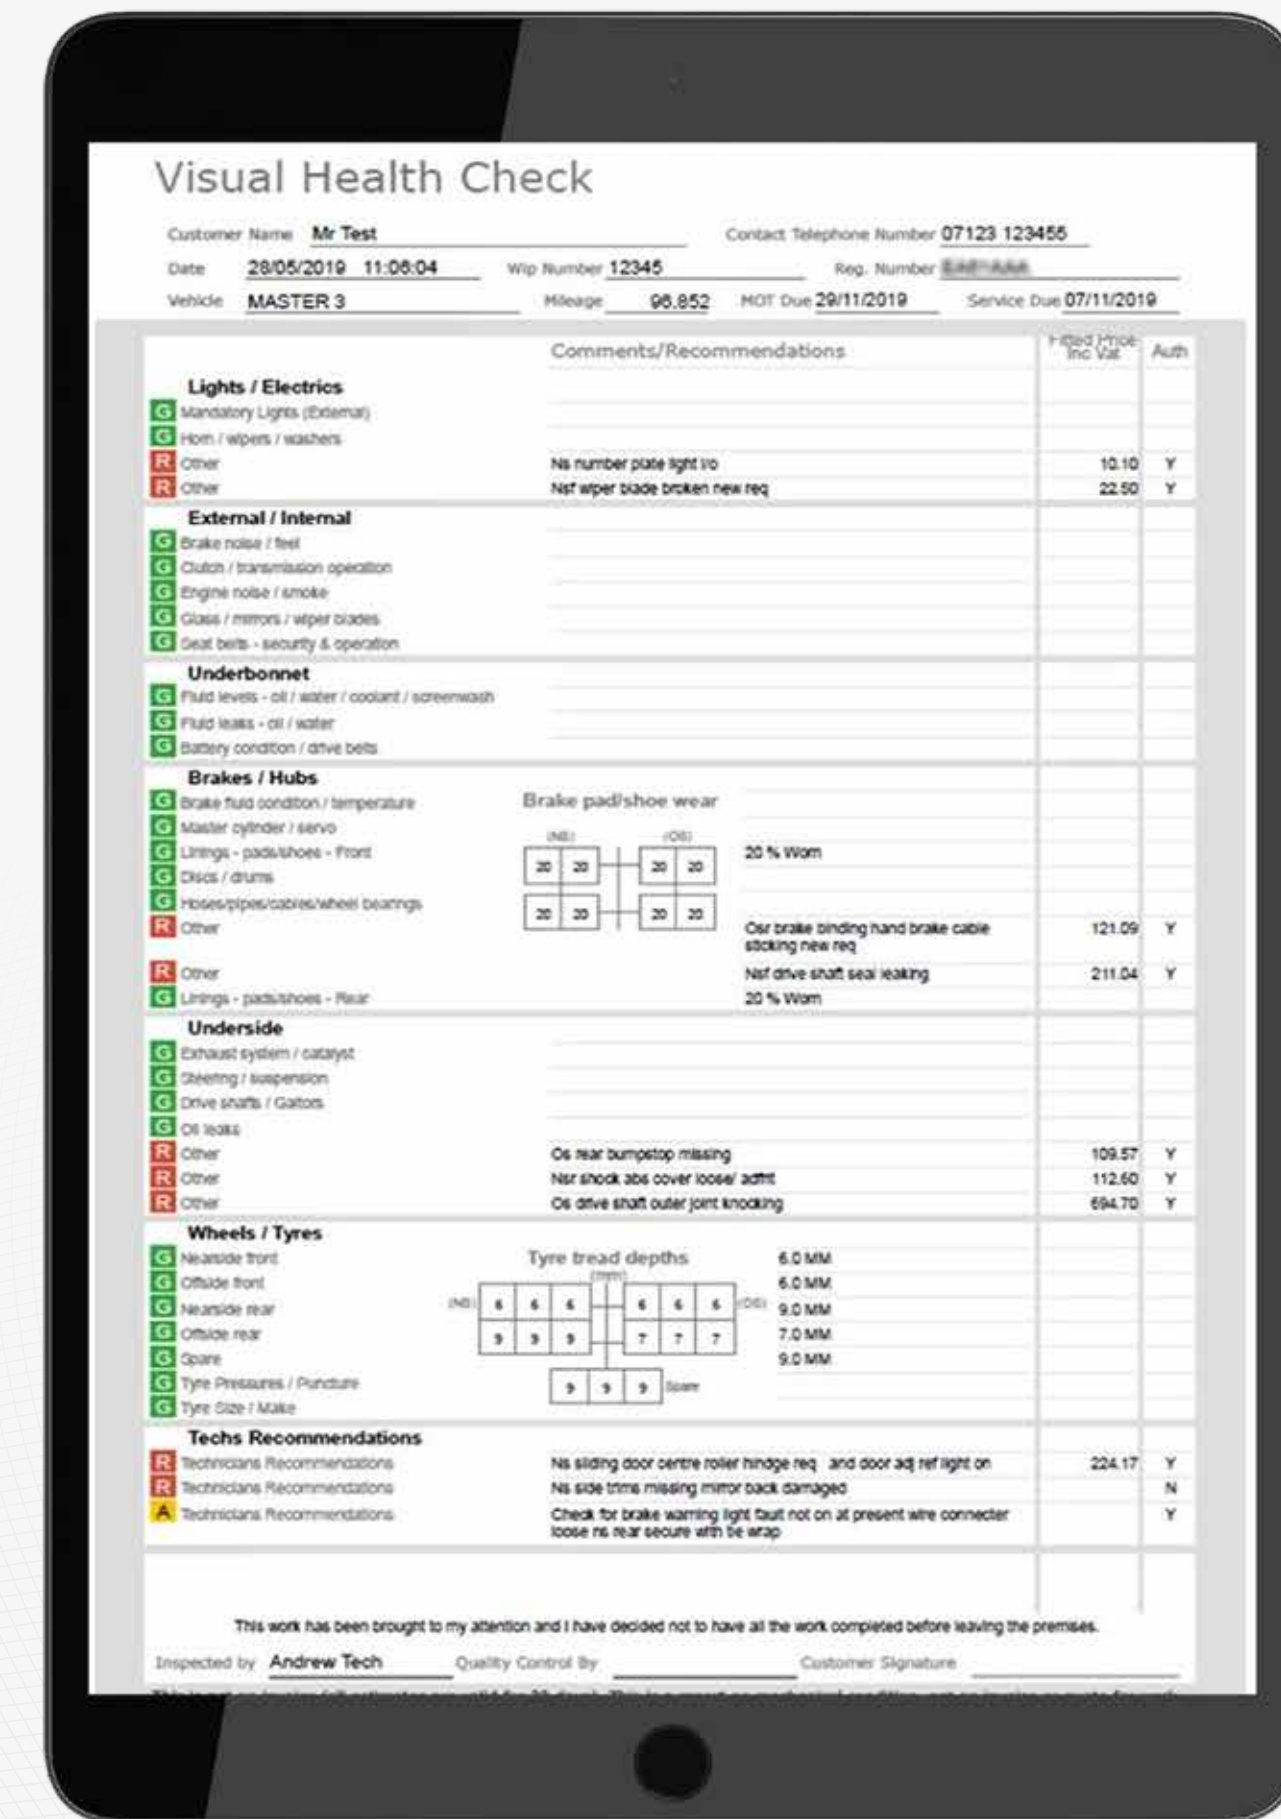 Visual Health Check
Customer Name Mr Test Contact Telephone Number 07123 123456
Date 28/05/2019 11:06:04 Wip Number 12345 Reg. Number
Vehicle MASTER 3 Mileage 96,852 MOT Due 29/11/2019 Service Due 07/11/2019
Comments/Recommendations Fitted Price Inc Vat Auth
Lights / Electrics
G Mandatory Lights (External)
G Horn / wipers / washers
R Other Ns number plate light i/o 10.10 Y
R Other Nsf wiper blade broken new req 22.50 Y
External / Internal
G Brake noise / feel
G Clutch / transmission operation
G Engine noise / smoke
G Glass / mirrors / wiper blades
G Seat belts - security & operation
Underbonnet
G Fluid levels - oil / water / coolant / screenwash
G Fluid leaks - oil / water
G Battery condition / drive belts
Brakes / Hubs
G Brake fluid condition / temperature Brake pad/shoe wear
G Master cylinder / servo (NS) (OS)
G Linings - pads/shoes - Front 20 20 20 20 20 % Worn
G Discs / drums
G Hoses/pipes/cables/wheel bearings 20 20 20 20
R Other Osr brake binding hand brake cable
sticking new req 121.09 Y
R Other Nsf drive shaft seal leaking 211.04 Y
G Linings - pads/shoes - Rear 20 % Worn
Underside
G Exhaust system / catalyst
G Steering / suspension
G Drive shafts / Gaitors
G Oil leaks
R Other Os rear bumpstop missing 109.57 Y
R Other Nsr shock abs cover loose/ 112.60 Y
R Other Os drive shaft outer joint knocking 694.70 Y
Wheels / Tyres
G Nearside front Tyre tread depths 6.0 MM
G Offside front (mm) 6.0 MM
G Nearside rear (NS) 6 6 6 6 6 6 (OS) 9.0 MM
G Offside rear 9 9 9 7 7 7 7.0 MM
G Spare 9.0 MM
G Tyre Pressures / Puncture 9 9 9 Spare
G Tyre Size / Make
Techs Recommendations
R Technicians Recommendations Ns sliding door centre roller hindge req and door adj ref light on 224.17 Y
R Technicians Recommendations Ns side trims missing mirror back damaged N
A Technicians Recommendations Check for brake warning light fault not on at present wire connecter Y
loose ns rear secure with tie wrap
This work has been brought to my attention and I have decided not to have all the work completed before leaving the premises.
Inspected by Andrew Tech Quality Control By Customer Signature